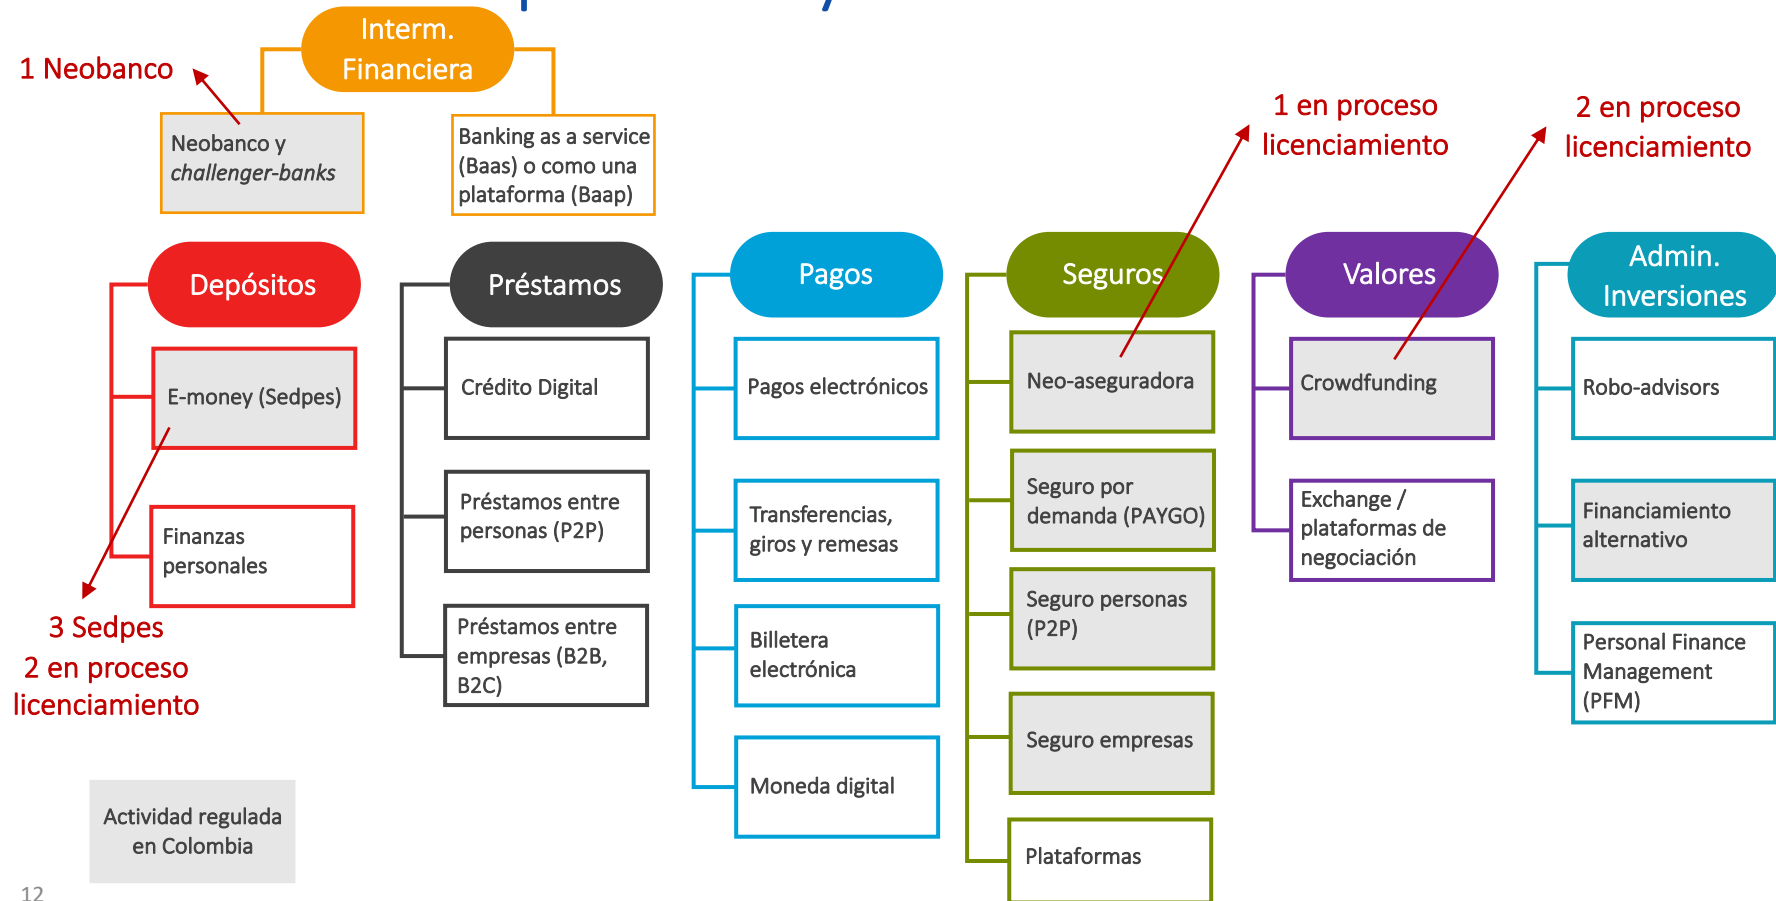 Interm.
Financiera
1 Neobanco
Neobanco y
challenger-banks
Banking as a service
(Baas) o como una
plataforma (Baap)
1 en proceso
licenciamiento
2 en proceso
licenciamiento
Depósitos
E-money (Sedpes)
Finanzas
personales
3 Sedpes
2 en proceso
licenciamiento
Préstamos
Crédito Digital
Préstamos entre
personas (P2P)
Préstamos entre
empresas (B2B,
B2C)
Pagos
Pagos electrónicos
Transferencias,
giros y remesas
Billetera
electrónica
Moneda digital
Seguros
Neo-aseguradora
Seguro por
demanda (PAYGO)
Seguro personas
(P2P)
Seguro empresas
Plataformas
Valores
Crowdfunding
Exchange /
plataformas de
negociación
Admin.
Inversiones
Robo-advisors
Financiamiento
alternativo
Personal Finance
Management
(PFM)
Actividad regulada
en Colombia
12